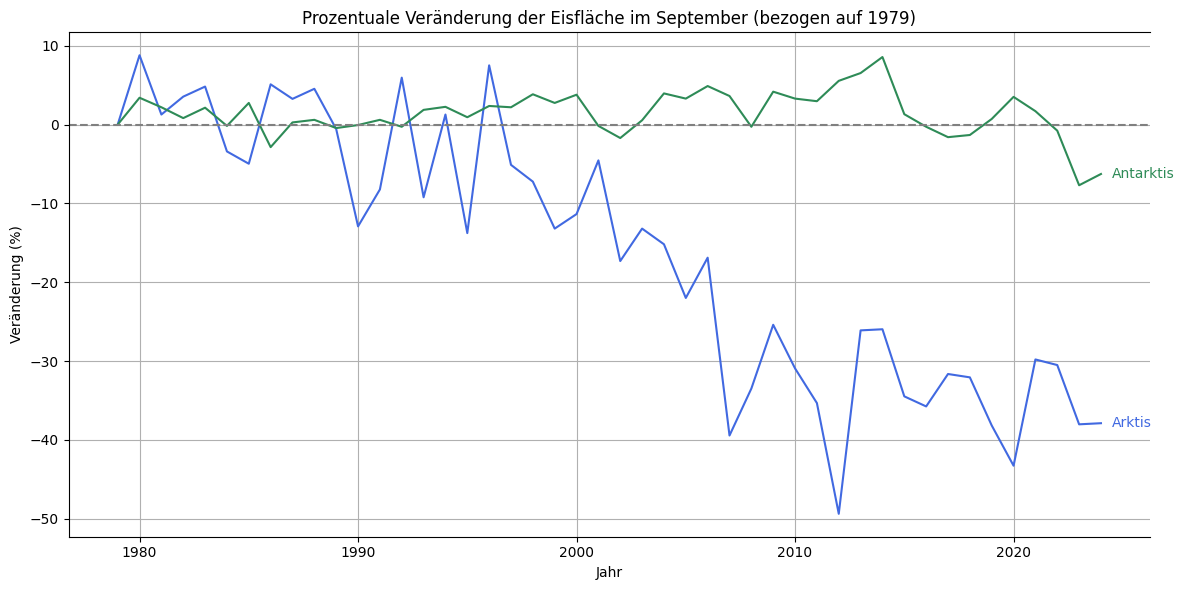 Prozentuale Veränderung der Eisfläche im September (bezogen auf 1979)
Veränderung (%)
10
0
−10
−20
−30
−40
−50
Antarktis
Arktis
1980
1990
2000
2010
2020
Jahr